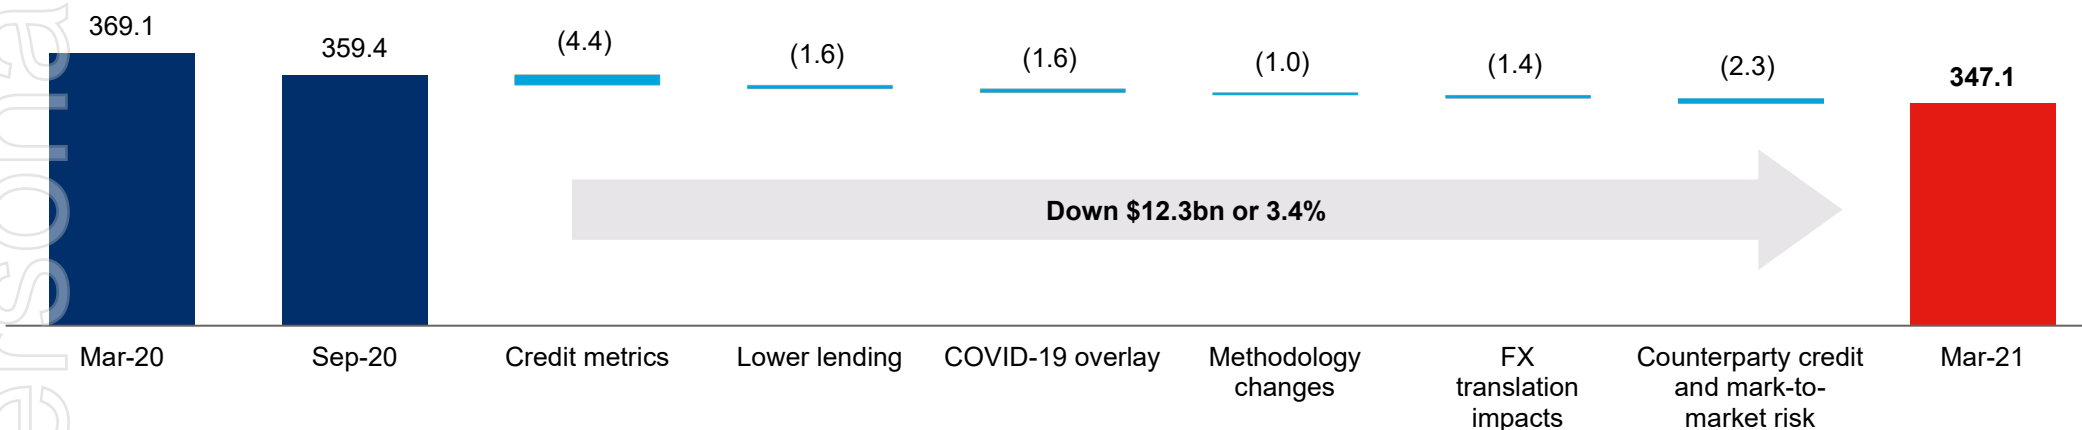 369.1
359.4
(4.4)
(1.6)
(1.6)
(1.0)
(1.4)
(2.3)
347.1
Down $12.3bn or 3.4%
Mar-20
Sep-20
Credit metrics
Lower lending
COVID-19 overlay
Methodology
changes
FX
translation
impacts
Counterparty credit
and mark-to-
market risk
Mar-21
ersona